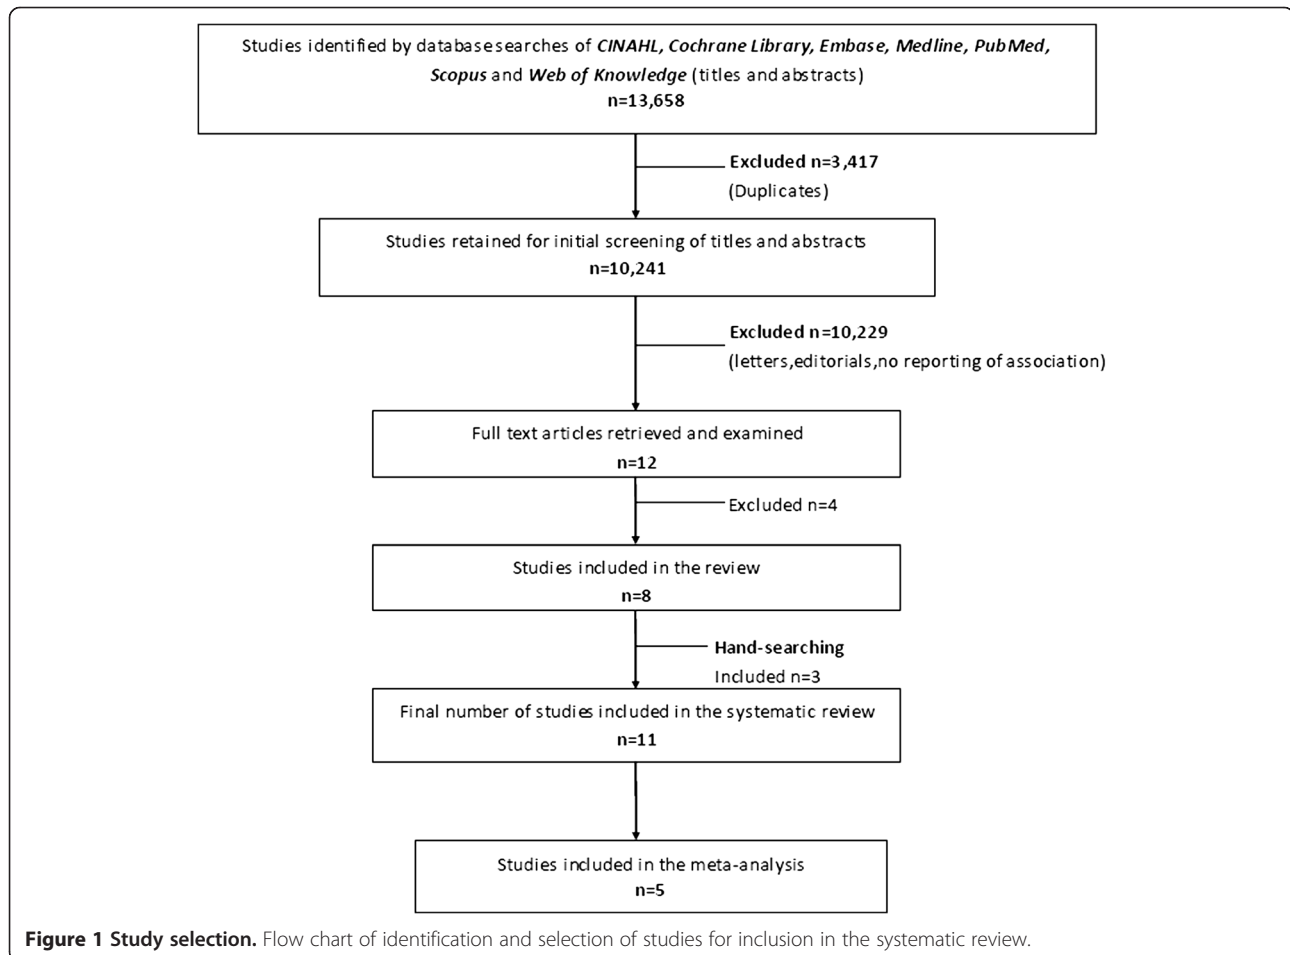 Studies identified by database searches of CINAHL, Cochrane Library, Embase, Medline, PubMed,
Scopus and Web of Knowledge (titles and abstracts)
n=13,658
Excluded n=3,417
(Duplicates)
Studies retained for initial screening of titles and abstracts
n=10,241
Excluded n=10,229
(letters,editorials,no reporting of association)
Full text articles retrieved and examined
n=12
Excluded n=4
Studies included in the review
n=8
Hand-searching
Included n=3
Final number of studies included in the systematic review
n=11
Studies included in the meta-analysis
n=5
Figure 1 Study selection. Flow chart of identification and selection of studies for inclusion in the systematic review.